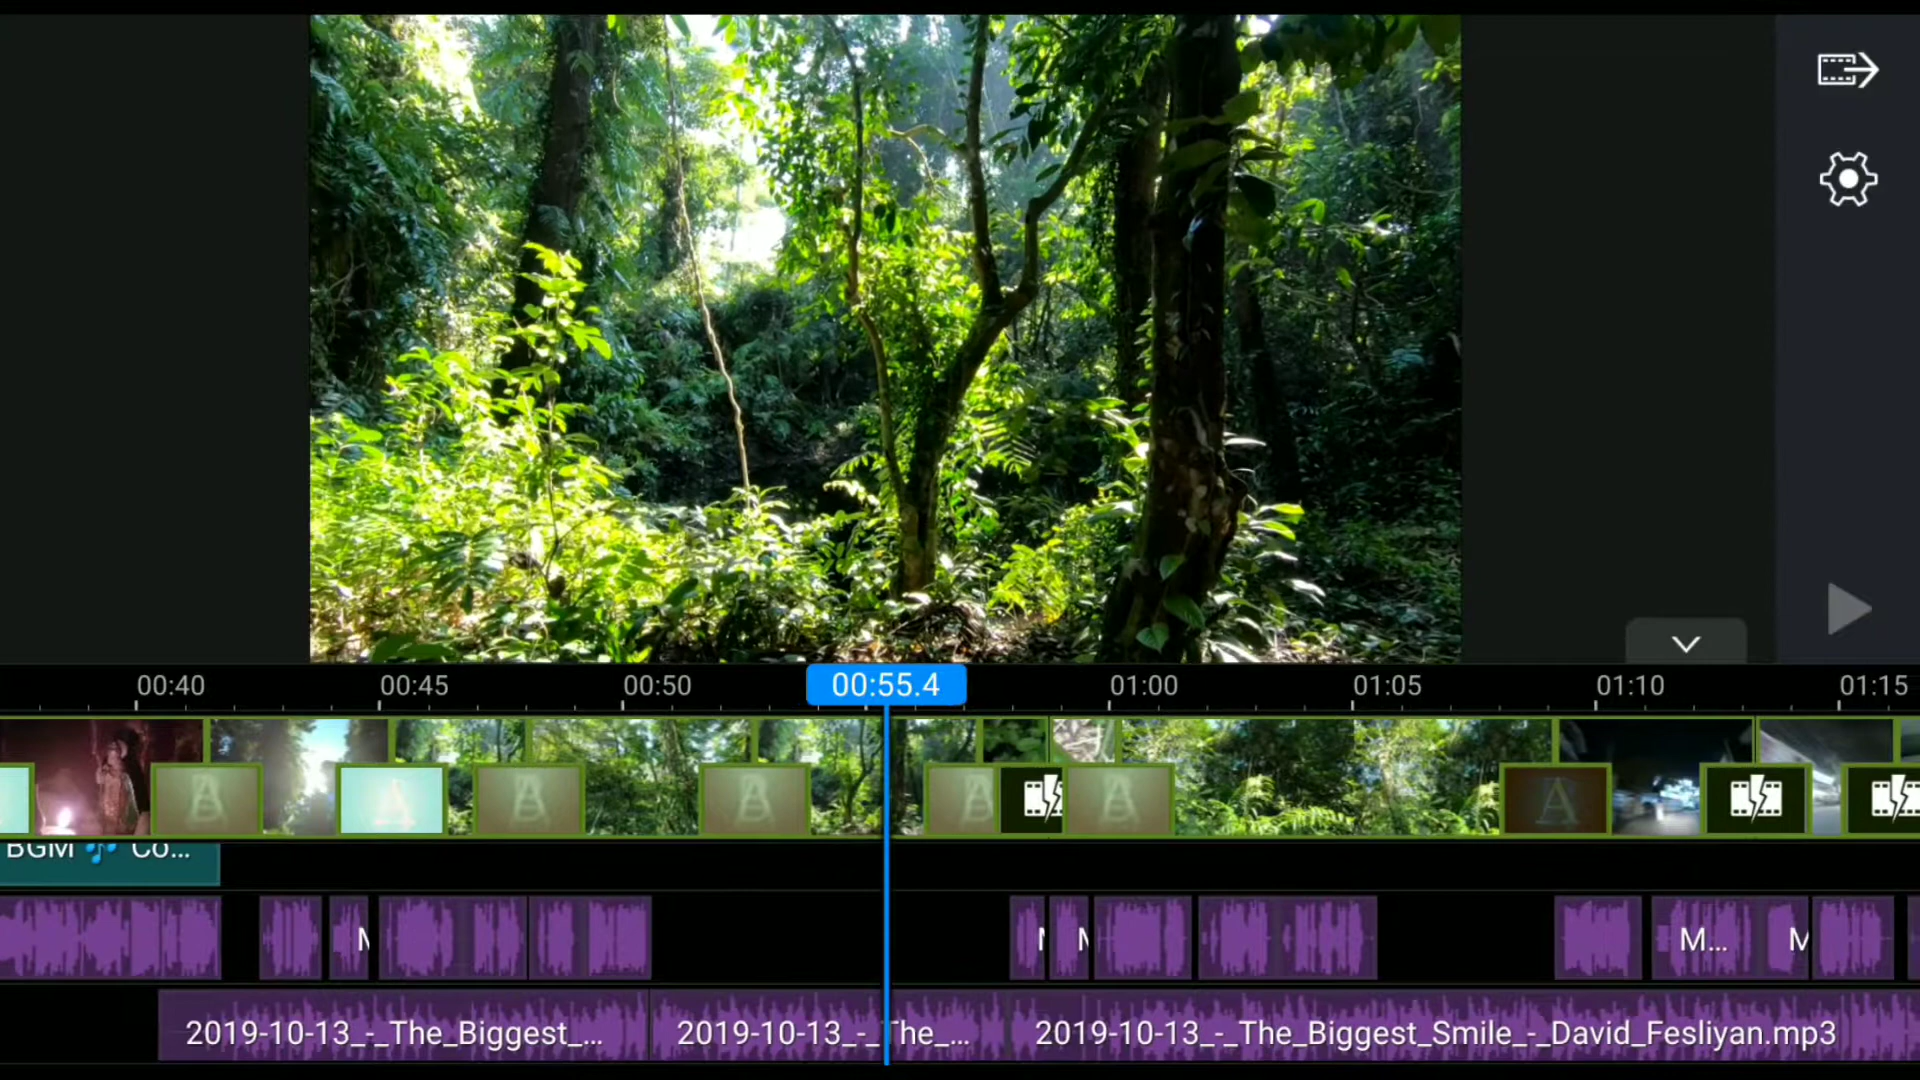 00:40 00:45 00:50 00:55.4 01:00 01:05 01:10 01:15
B A B B B B A
BGM 🎵 Co...
M M M M... M
2019-10-13_-_The_Biggest_... 2019-10-13_-_The_... 2019-10-13_-_The_Biggest_Smile_-_David_Fesliyan.mp3